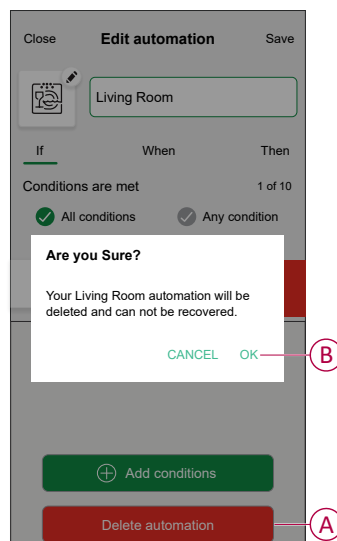 Close Edit automation Save
Living Room
If When Then
Conditions are met 1 of 10
All conditions Any condition
Are you Sure?
Your Living Room automation will be
deleted and can not be recovered.
CANCEL OK
B
Add conditions
Delete automation
A